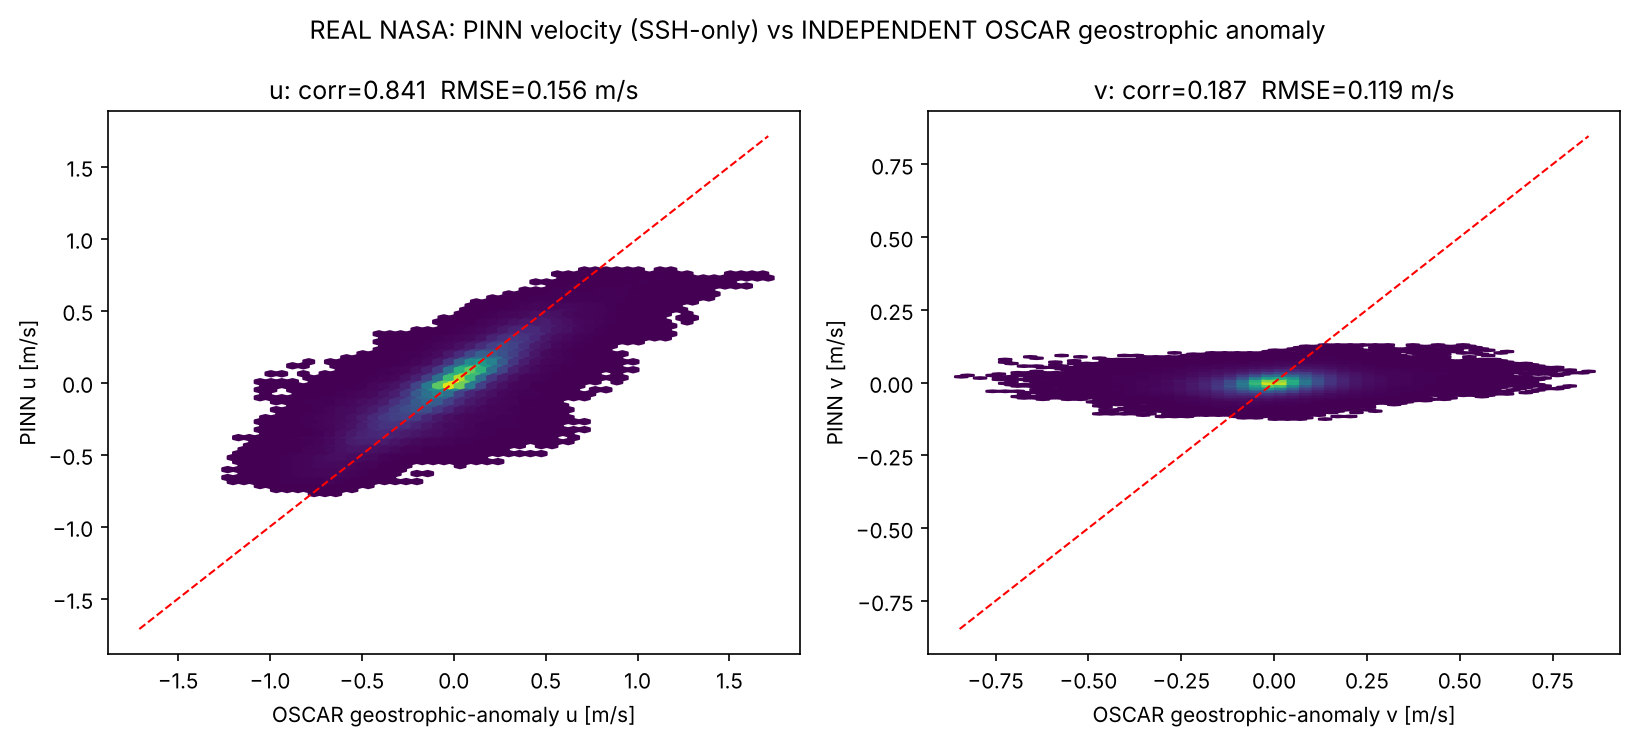 REAL NASA: PINN velocity (SSH-only) vs INDEPENDENT OSCAR geostrophic anomaly
u: corr=0.841  RMSE=0.156 m/s
PINN u [m/s]
1.5
1.0
0.5
0.0
−0.5
−1.0
−1.5
−1.5 −1.0 −0.5 0.0 0.5 1.0 1.5
OSCAR geostrophic-anomaly u [m/s]
v: corr=0.187  RMSE=0.119 m/s
PINN v [m/s]
0.75
0.50
0.25
0.00
−0.25
−0.50
−0.75
−0.75 −0.50 −0.25 0.00 0.25 0.50 0.75
OSCAR geostrophic-anomaly v [m/s]